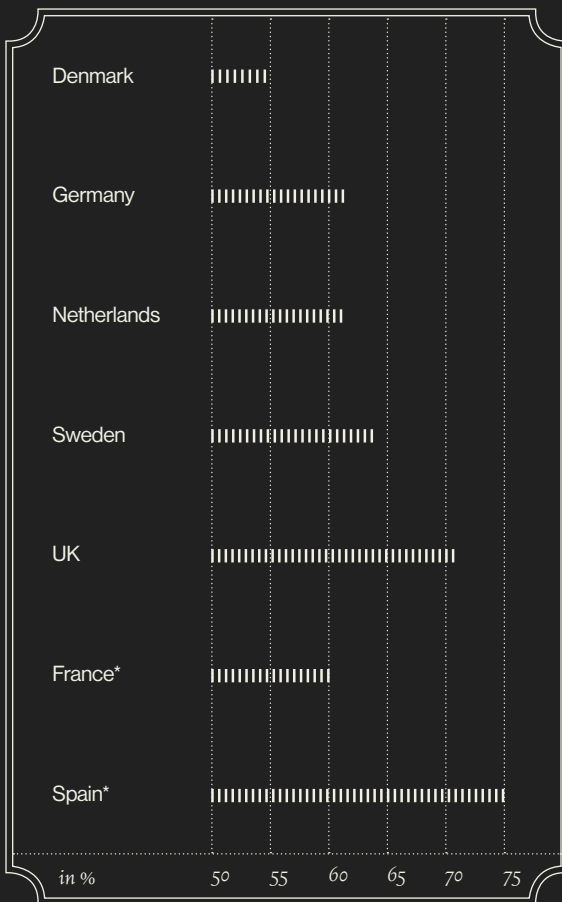 Denmark
Germany
Netherlands
Sweden
UK
France*
Spain*
in % 50 55 60 65 70 75